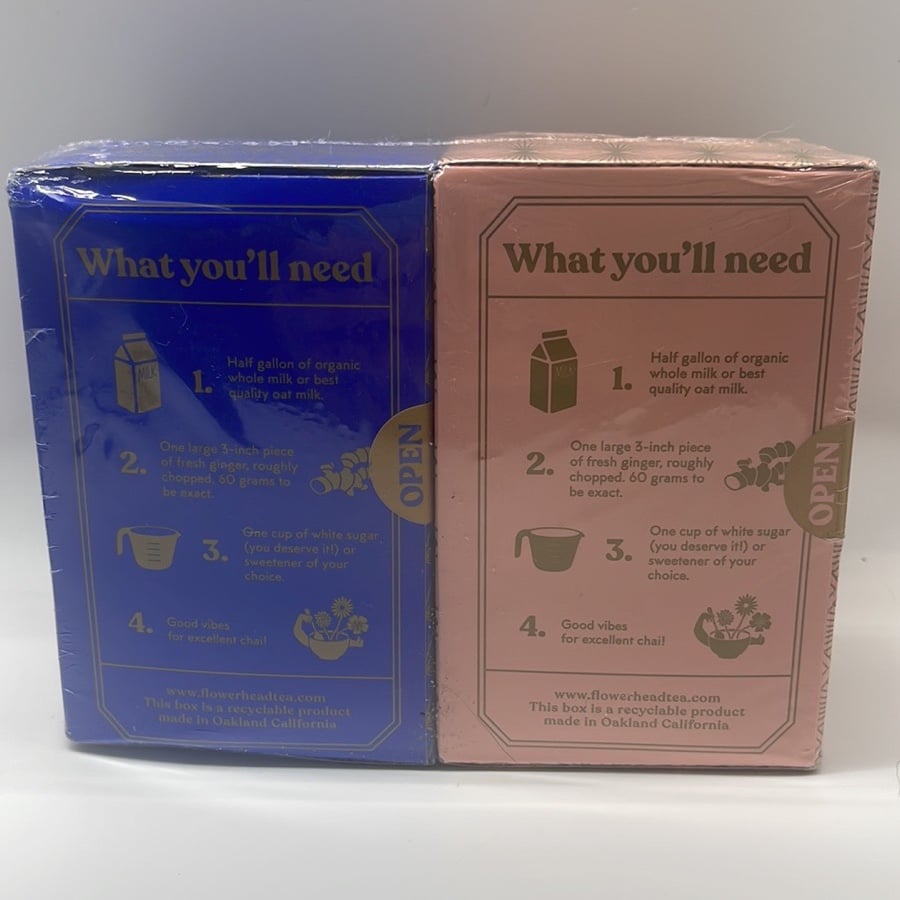 What you'll need
MILK
1.
Half gallon of organic
whole milk or best
quality oat milk.
2.
One large 3-inch piece
of fresh ginger, roughly
chopped. 60 grams to
be exact.
OPEN
3.
One cup of white sugar
(you deserve it!) or
sweetener of your
choice.
4.
Good vibes
for excellent chai!
www.flowerheadtea.com
This box is a recyclable product
made in Oakland California
What you'll need
MILK
1.
Half gallon of organic
whole milk or best
quality oat milk.
2.
One large 3-inch piece
of fresh ginger, roughly
chopped. 60 grams to
be exact.
OPEN
3.
One cup of white sugar
(you deserve it!) or
sweetener of your
choice.
4.
Good vibes
for excellent chai!
www.flowerheadtea.com
This box is a recyclable product
made in Oakland California